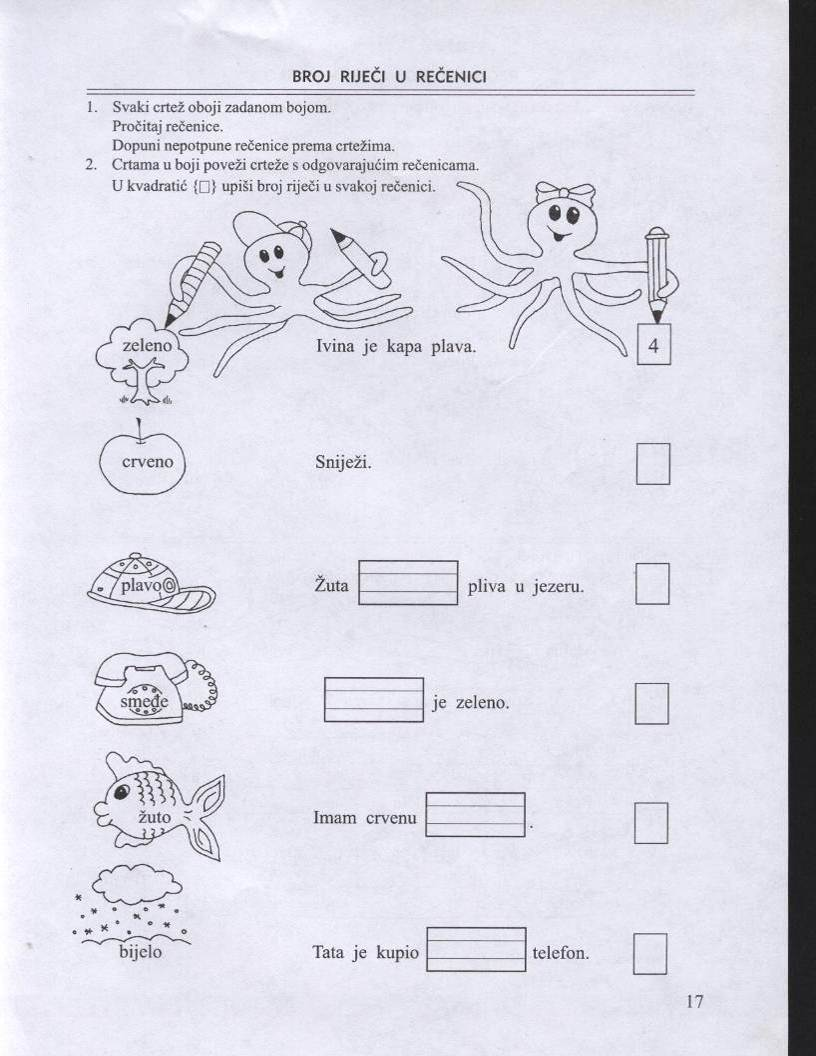 BROJ RIJEČI U REČENICI
1. Svaki crtež oboji zadanom bojom.
Pročitaj rečenice.
Dopuni nepotpune rečenice prema crtežima.
2. Crtama u boji poveži crteže s odgovarajućim rečenicama.
U kvadratić {□} upiši broj riječi u svakoj rečenici.
zeleno Ivina je kapa plava. 4
crveno Sniježi.
plavo Žuta pliva u jezeru.
smeđe je zeleno.
žuto Imam crvenu .
bijelo Tata je kupio telefon.
17